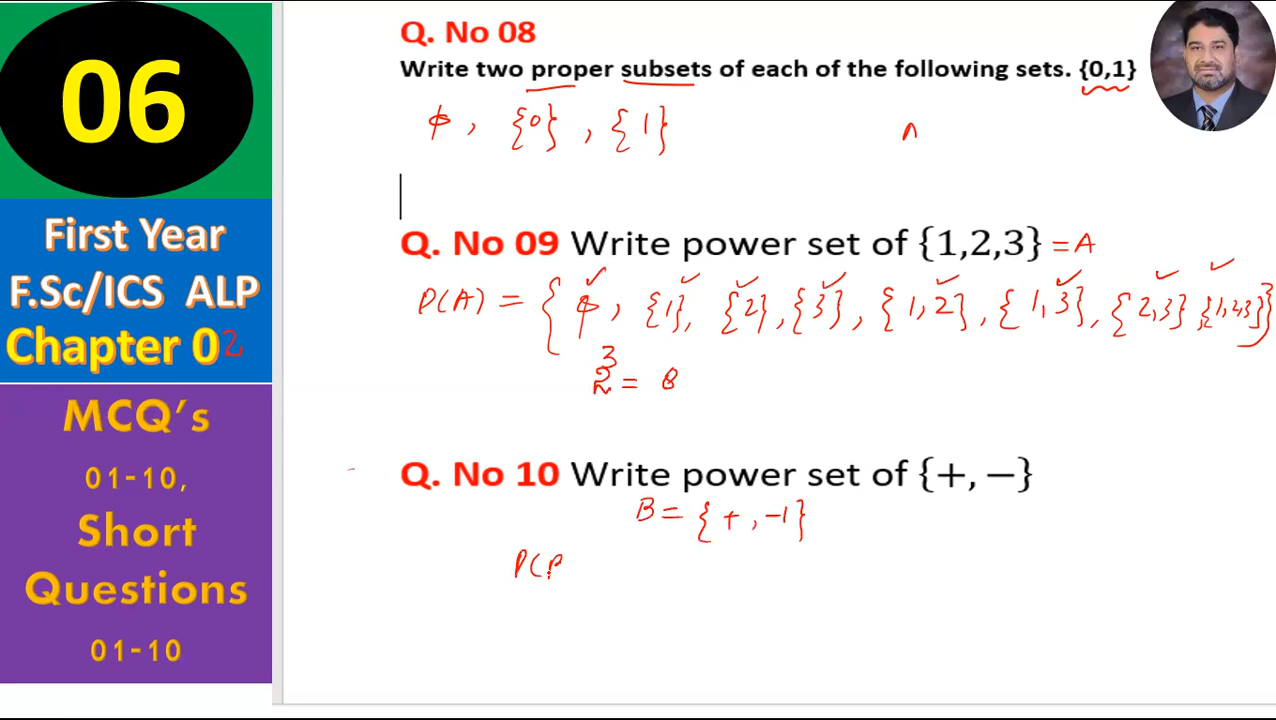 06
First Year
F.Sc/ICS ALP
Chapter 02
MCQ's
01-10,
Short
Questions
01-10
Q. No 08
Write two proper subsets of each of the following sets. {0,1}
ϕ, {0}, {1}
Q. No 09 Write power set of {1,2,3} = A
P(A) = { ϕ, {1}, {2}, {3}, {1,2}, {1,3}, {2,3}, {1,2,3}}
2³ = 8
Q. No 10 Write power set of {+, −}
B = {+, -1}
P(P